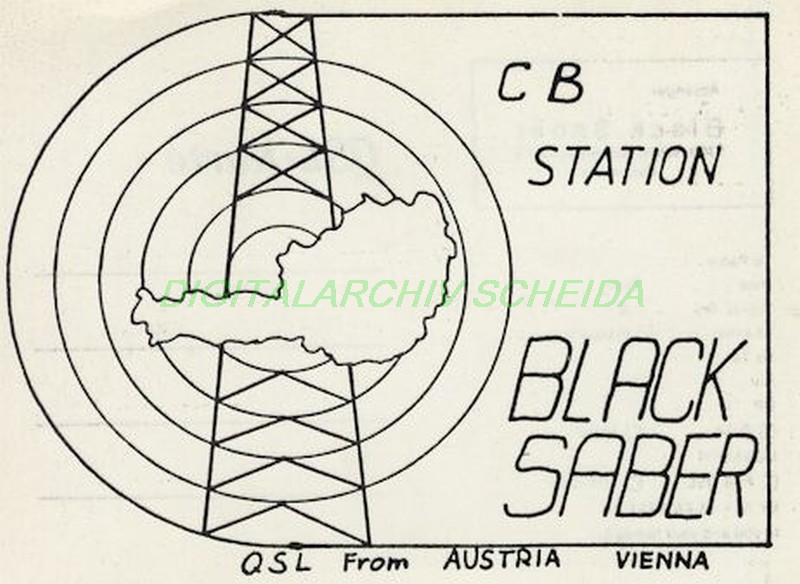 CB
STATION
DIGITALARCHIV SCHEIDA
BLACK
SABER
QSL From AUSTRIA VIENNA